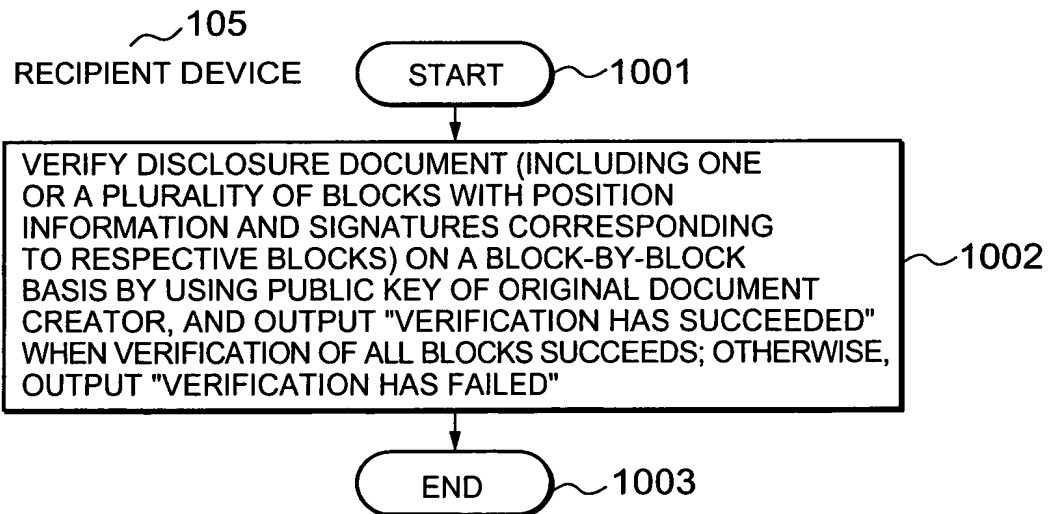 105
RECIPIENT DEVICE
START
1001
VERIFY DISCLOSURE DOCUMENT (INCLUDING ONE
OR A PLURALITY OF BLOCKS WITH POSITION
INFORMATION AND SIGNATURES CORRESPONDING
TO RESPECTIVE BLOCKS) ON A BLOCK-BY-BLOCK
BASIS BY USING PUBLIC KEY OF ORIGINAL DOCUMENT
CREATOR, AND OUTPUT "VERIFICATION HAS SUCCEEDED"
WHEN VERIFICATION OF ALL BLOCKS SUCCEEDS; OTHERWISE,
OUTPUT "VERIFICATION HAS FAILED"
1002
END
1003